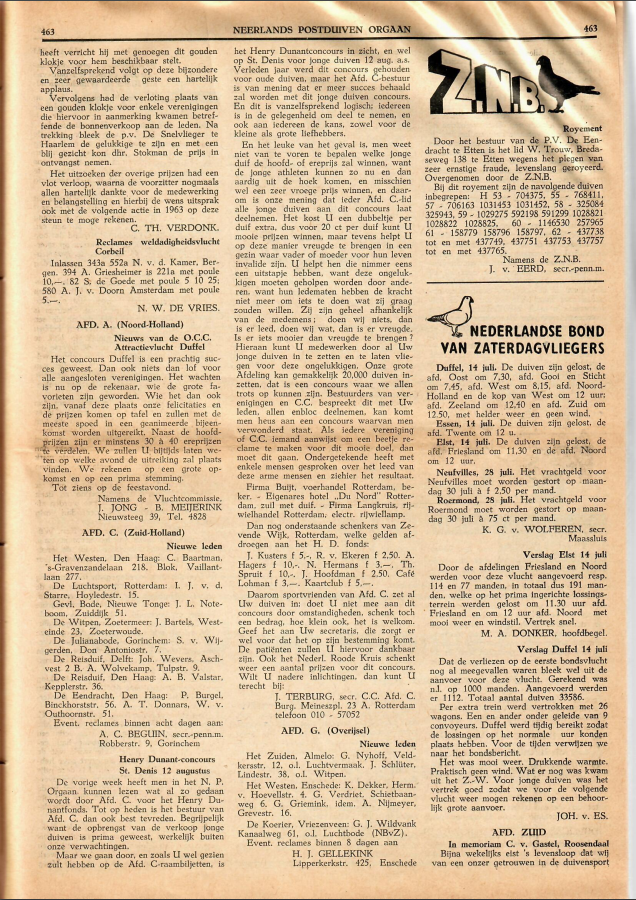 463
NEERLANDS POSTDUIVEN ORGAAN
463
heeft verricht hij met genoegen dit gouden
klokje voor hem beschikbaar stelt.
Vanzelfsprekend volgt op deze bijzondere
en zeer gewaardeerde geste een hartelijk
applaus.
Vervolgens had de verloting plaats van
een gouden klokje voor enkele verenigingen
die hiervoor in aanmerking kwamen betref-
fende de bonnenverkoop aan de leden. Na
trekking bleek de p.v. De Snelvlieger te
Haarlem de gelukkige te zijn en met een
blij gezicht kon dhr. Stokman de prijs in
ontvangst nemen.
Het uitzoeken der overige prijzen had een
vlot verloop, waarna de voorzitter nogmaals
allen hartelijk dankte voor de medewerking
en belangstelling en hierbij de wens uitsprak
ook met de volgende actie in 1963 op deze
steun te moge rekenen.
C. TH. VERDONK.
Reclames weldadigheidsvlucht
Corbeil
Inlassen 343a 552a N. v. d. Kamer, Ber-
gen. 394 A. Griesheimer is 221a met poule
10,—. 82 S; de Goede met poule 5 10 25;
580 A. J. v. Doorn Amsterdam met poule
5.—.
N. W. DE VRIES.
AFD. A. (Noord-Holland)
Nieuws van de O.C.C.
Attractievlucht Duffel
Het concours Duffel is een prachtig suc-
ces geweest. Dan ook niets dan lof voor
alle aangesloten verenigingen. Het wachten
is nu op de rekenaar, wie de grote fa-
vorieten zijn geworden. Wie het dan ook
zijn, vanaf deze plaats onze felicitaties en
de prijzen komen op tafel en zullen met de
meeste spoed in een geanimeerde bijeen-
komst worden uitgereikt. Naast de hoofd-
prijzen zijn er minstens 30 à 40 ereprijzen
te verdelen. We zullen U bijtijds laten we-
ten op welke avond de uitreiking zal plaats
vinden. We rekenen op een grote op-
komst en op een prima stemming.
Tot ziens op de feestavond.
Namens de Vluchtcommissie,
J. JONG - B. MEIJERINK
Nieuwsteeg 39, Tel. 4828
AFD. C. (Zuid-Holland)
Nieuwe leden
Het Westen, Den Haag: C. Baartman,
's-Gravenzandelaan 218, Blok, Vaillant-
laan 277.
De Luchtsport, Rotterdam: I. J. v. d.
Starre, Hoyledestr. 15.
Gevl. Bode, Nieuwe Tonge: J. L. Note-
boom, Zuiddijk 51.
De Witpen, Zoetermeer: J. Bartels, West-
einde 23, Zoeterwoude.
De Julianabode, Gorinchem: S. v. Wij-
gerden, Don Antoniostr. 7.
De Reisduif, Delft: Joh. Wevers, Aasch-
vest 2 B A. Wolvekamp, Tulpastr. 9.
De Reisduif, Den Haag: A. B. Valstar,
Kepplerstr. 36.
De Eendracht, Den Haag: P. Burgel,
Binckhorststr. 56, A. T. Donnars, W. v.
Outhoornstr. 51.
Event. reclames binnen acht dagen aan:
A. C. BEGUIN, secr.-penn.m.
Robberstr. 9, Gorinchem
Henry Dunant-concours
St. Denis 12 augustus
De vorige week heeft men in het N. P.
Orgaan kunnen lezen wat al zo gedaan
wordt door Afd. C voor het Henry Du-
nantfonds. Tot op heden is het bestuur van
Afd. C. dan ook best tevreden. Begrijpelijk
want de opbrengst van de verkoop jonge
duiven is prima geweest, werkelijk buiten
onze verwachtingen.
Maar we gaan door, en zoals U wel gezien
zult hebben op de Afd. C-raambiljetten, is
het Henry Dunantconcours in zicht, en wel
op St. Denis voor jonge duiven 12 aug. a.s.
Verleden jaar werd dit concours gehouden
voor oude duiven, maar het Afd. C-bestuur
is van mening dat er meer succes behaald
zal worden met dit jonge duiven concours.
En dit is vanzelfsprekend logisch; iedereen
is in de gelegenheid om deel te nemen, en
ook aan iedereen de kans, zowel voor de
kleine als grote liefhebbers.
En het leuke van het geval is, men weet
niet van te voren te bepalen welke jonge
duif de hoofd- of ereprijs zal winnen, want
de jonge athleten kunnen zo nu en dan
aardig uit de hoek komen, en misschien
wel een zeer vroege prijs winnen, en daar-
om is onze mening dat ieder Afd. C.-lid
alle jonge duiven aan dit concours laat
deelnemen. Het kost U een dubbeltje per
duif extra, dus voor 20 ct per duif kunt U
mooie prijzen winnen, maar tevens helpt U
op deze manier vreugde te brengen in een
gezin waar vader of moeder voor hun leven
invalide zijn. U helpt hen die nimmer eens
een uitstapje hebben, want deze ongeluk-
kigen moeten geholpen worden door ande-
ren. want hun ledematen hebben de kracht
niet meer om iets te doen wat zij graag
zouden willen. Zij zijn geheel afhankelijk
van de medemens; doen wij niets, dan
is er leed, doen wij wat, dan is er vreugde.
Is er iets mooier dan vreugde te brengen?
Hieraan kunt U medewerken door al Uw
jonge duiven in te zetten en te laten vlie-
gen voor deze ongelukkigen. Onze grote
Afdeling kan gemakkelijk 20,000 duiven in-
zetten, dat is een concours waar we allen
trots op kunnen zijn. Bestuurders van ver-
enigingen en C.C. bespreekt dit met Uw
leden, allen enbloc deelnemen, kan dit
men heus aan een concours waarvan men
verwonderd staat. Als iedere vereniging
of C.C. iemand aanwijst om een beetje re-
clame te maken voor dit mooie doel, dan
moet dit gaan. Ondergetekende heeft met
enkele mensen gesproken over het leed van
deze arme mensen en ziehier het resultaat.
Firma Buijt, voerhandel Rotterdam, be-
ker. - Eigenares hotel „Du Nord" Rotter-
dam, zuil met duif. - Firma Langkruis, rij-
wielhandel Rotterdam, electr. rijwiellamp.
Dan nog onderstaande schenkers van Ze-
vende Wijk, Rotterdam, welke gelden af-
droegen aan het H. D. fonds:
J. Kusters f 5,-, R. v. Ekeren f 2,50, A.
Hagers f 10,-, N. Hermans f 3.—, Th.
Spruit f 10,-, J. Hoofdman f 2.50, Café
Lohman f 3.—. Kaartclub f 5,—.
Daarom sportvrienden van Afd. C. zet al
Uw duiven in; doet U niet mee aan dit
concours door omstandigheden, schenk toch
een bedrag, hoe klein ook, het is welkom.
Geef het aan Uw secretaris, die zorgt er
wel voor dat het op zijn bestemming komt.
De patiënten zullen U hiervoor dankbaar
zijn. Ook het Nederl. Roode Kruis schenkt
weer een aantal prijzen voor dit concours.
Wilt U nadere inlichtingen, dan kunt U
terecht bij:
J. TERBURG, secr. C.C. Afd. C.
Burg. Meineszpl. 23 A Rotterdam
telefoon 010 - 57052
AFD. G. (Overijsel)
Nieuwe leden
Het Zuiden, Almelo: G. Nyhoff, Veld-
kersstr. 12, o.l. Luchtvermaak. J. Schlüter,
Lindestr. 38, o.l. Witpen.
Het Westen, Enschede: K. Dekker, Herm.
v. Hoevellstr. 4. G. Verdriet, Schietbaan-
weg 6. G. Griemink, idem. A. Nijmeyer,
Grevestr. 16.
De Koerier, Vriezenveen: G. J. Wildvank
Kanaalweg 61, o.l. Luchtbode (NBvZ).
Event. reclames binnen 8 dagen aan
H. J. GELLEKINK
Lipperkerkstr. 425, Enschede
Z.N.B.
Royement
Door het bestuur van de P.V. De Een-
dracht te Etten is het lid W. Trouw, Breda-
seweg 138 te Etten wegens het plegen van
zeer ernstige fraude, levenslang geroyeerd.
Overgenomen door de Z.N.B.
Bij dit royement zijn de navolgende duiven
inbegrepen: H 53 - 704375, 55 - 768411,
57 - 706163 1031453 1031452, 58 - 325084
325943, 59 - 1029275 592198 591299 1028821
1028822 1028825, 60 - 1146530 257965
61 - 158779 158796 158797, 62 - 437738
tot en met 437749, 437751 437753 437757
tot en met 437765.
Namens de Z.N.B.
J. v. EERD, secr.-penn.m.
NEDERLANDSE BOND
VAN ZATERDAGVLIEGERS
Duffel, 14 juli. De duiven zijn gelost, de
afd. Oost om 7.30, afd. Gooi en Sticht
om 7.45, afd. West om 8.15, afd. Noord-
Holland en de kop van West om 12 uur;
afd. Zeeland om 12.40 en afd. Zuid om
12.50, met helder weer en geen wind.
Essen, 14 juli. De duiven zijn gelost, de
afd. Twente om 12 u.
Elst, 14 juli. De duiven zijn gelost, de
afd. Friesland om 11.30 en de afd. Noord
om 12 uur.
Neufvilles, 28 juli. Het vrachtgeld voor
Neufvilles moet worden gestort op maan-
dag 30 juli à f 2.50 per mand.
Roermond, 28 juli. Het vrachtgeld voor
Roermond moet worden gestort op maan-
dag 30 juli à 75 ct per mand.
K. G. v. WOLFEREN, secr.
Maassluis
Verslag Elst 14 juli
Door de afdelingen Friesland en Noord
werden voor deze vlucht aangevoerd resp.
114 en 77 manden, in totaal dus 191 man-
den, welke op het prima ingerichte lossings-
terrein werden gelost om 11.30 uur afd.
Friesland en om 12 uur afd. Noord met
mooi weer en windstil. Vertrek snel.
M. A. DONKER, hoofdbegel.
Verslag Duffel 14 juli
Dat de verliezen op de eerste bondsvlucht
nog al meegevallen waren bleek wel uit de
aanvoer voor deze vlucht. Gerekend was
n.l. op 1000 manden. Aangevoerd werden
er 1112. Totaal aantal duiven 33586.
Per extra trein werd vertrokken met 26
wagons. Een en ander onder geleide van 9
convoyeurs. Duffel werd tijdig bereikt zodat
de lossingen op het normale uur konden
plaats hebben. Voor de tijden verwijzen we
naar het bondsbericht.
Het was mooi weer. Drukkende warmte.
Practisch geen wind. Wat er nog was kwam
uit het Z.-W. Voor jonge duiven was het
vertrek goed zodat we voor de volgende
vlucht weer mogen rekenen op een behoor-
lijk grote aanvoer.
JOH. v. ES.
AFD. ZUID
In memoriam C. v. Gastel, Roosendaal
Bijna wekelijks eist 's levensloop dat wij
van een onzer getrouwen in de duivensport